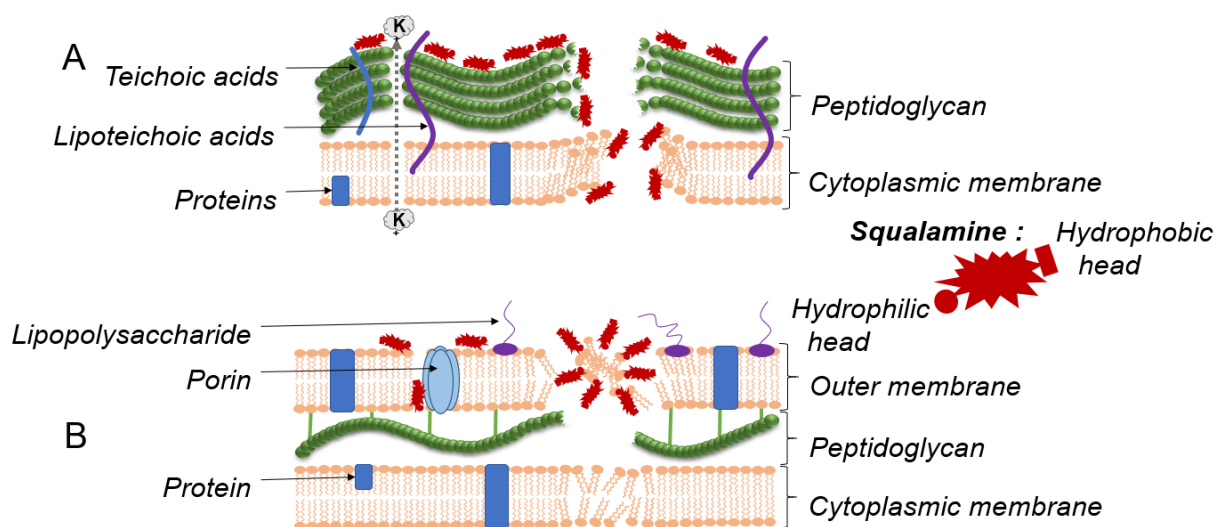 K
+
A
Teichoic acids
Lipoteichoic acids
Peptidoglycan
Proteins
Cytoplasmic membrane
K
+
Squalamine :
Hydrophobic
head
Lipopolysaccharide
Hydrophilic
head
Porin
Outer membrane
B
Peptidoglycan
Protein
Cytoplasmic membrane